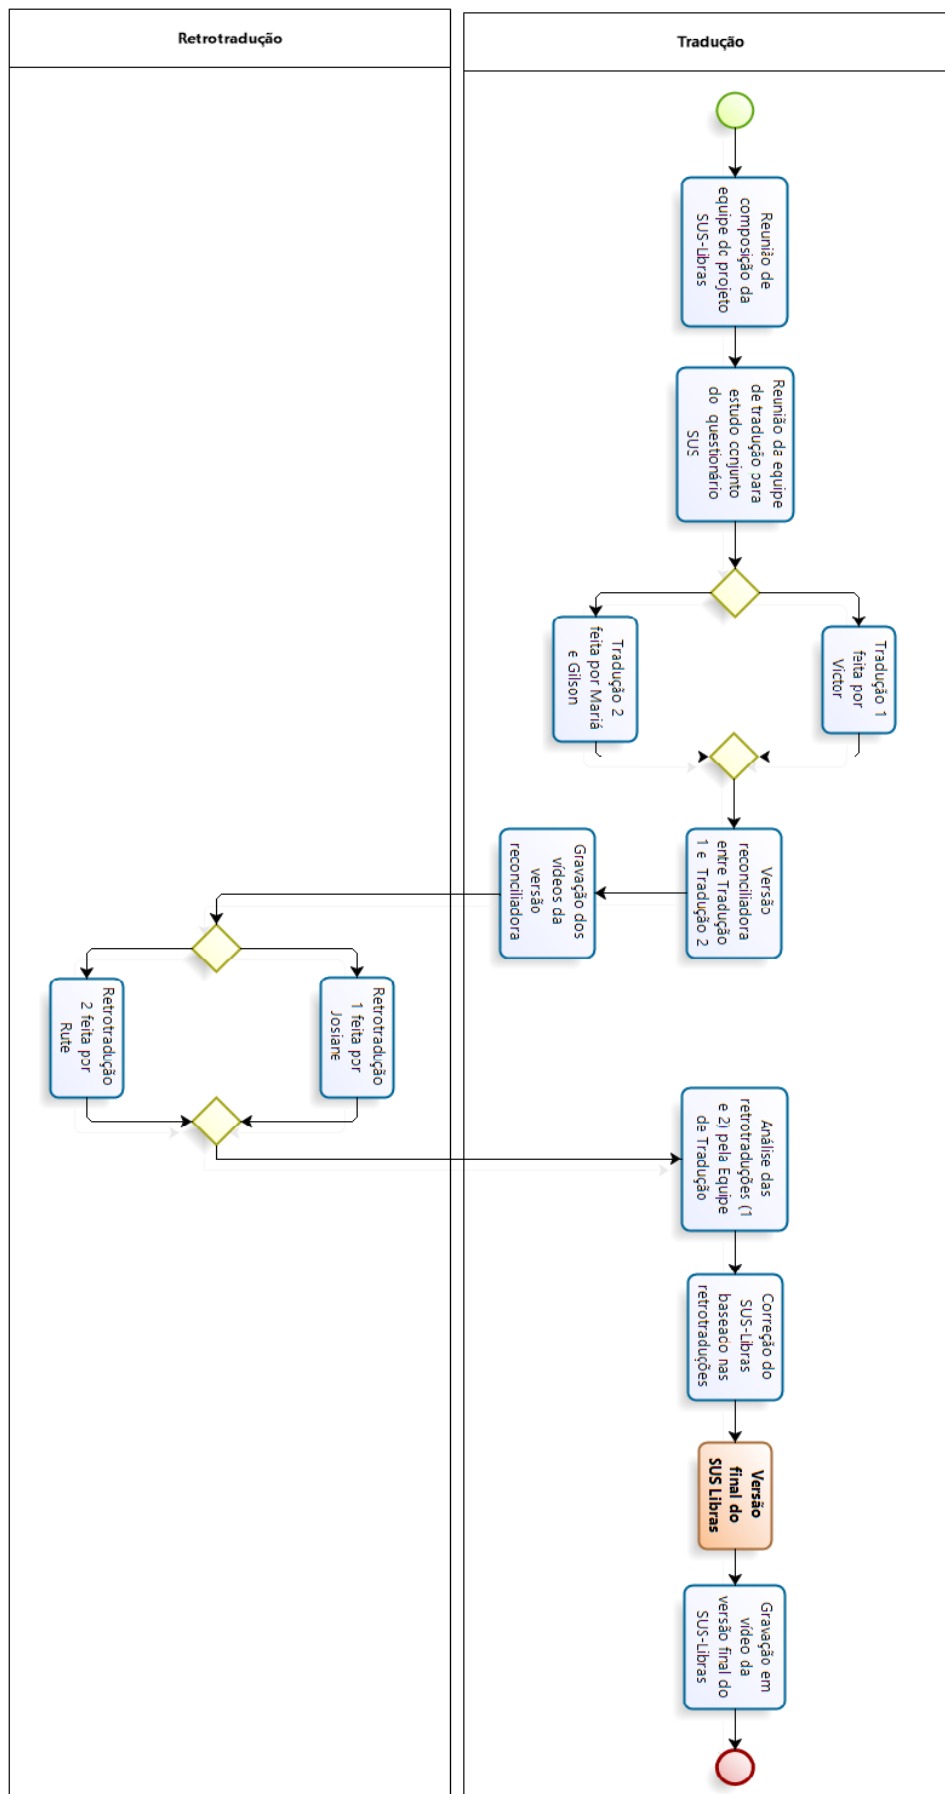 Retrotradução
Tradução
Reunião de
composição da
equipe do projeto
SUS-Libras
Reunião da equipe
de tradução para
estudo conjunto
do questionário
SUS
Tradução 1
feita por
Victor
Tradução 2
feita por Mariá
e Gilson
Versão
reconciliadora
entre Tradução
1 e Tradução 2
Gravação dos
vídeos da
versão
reconciliadora
Retrotradução
1 feita por
Josiane
Retrotradução
2 feita por
Rute
Análise das
retrotraduções (1
e 2) pela Equipe
de Tradução
Correção do
SUS-Libras
baseado nas
retrotraduções
Versão
final do
SUS Libras
Gravação em
vídeo da
versão final do
SUS-Libras